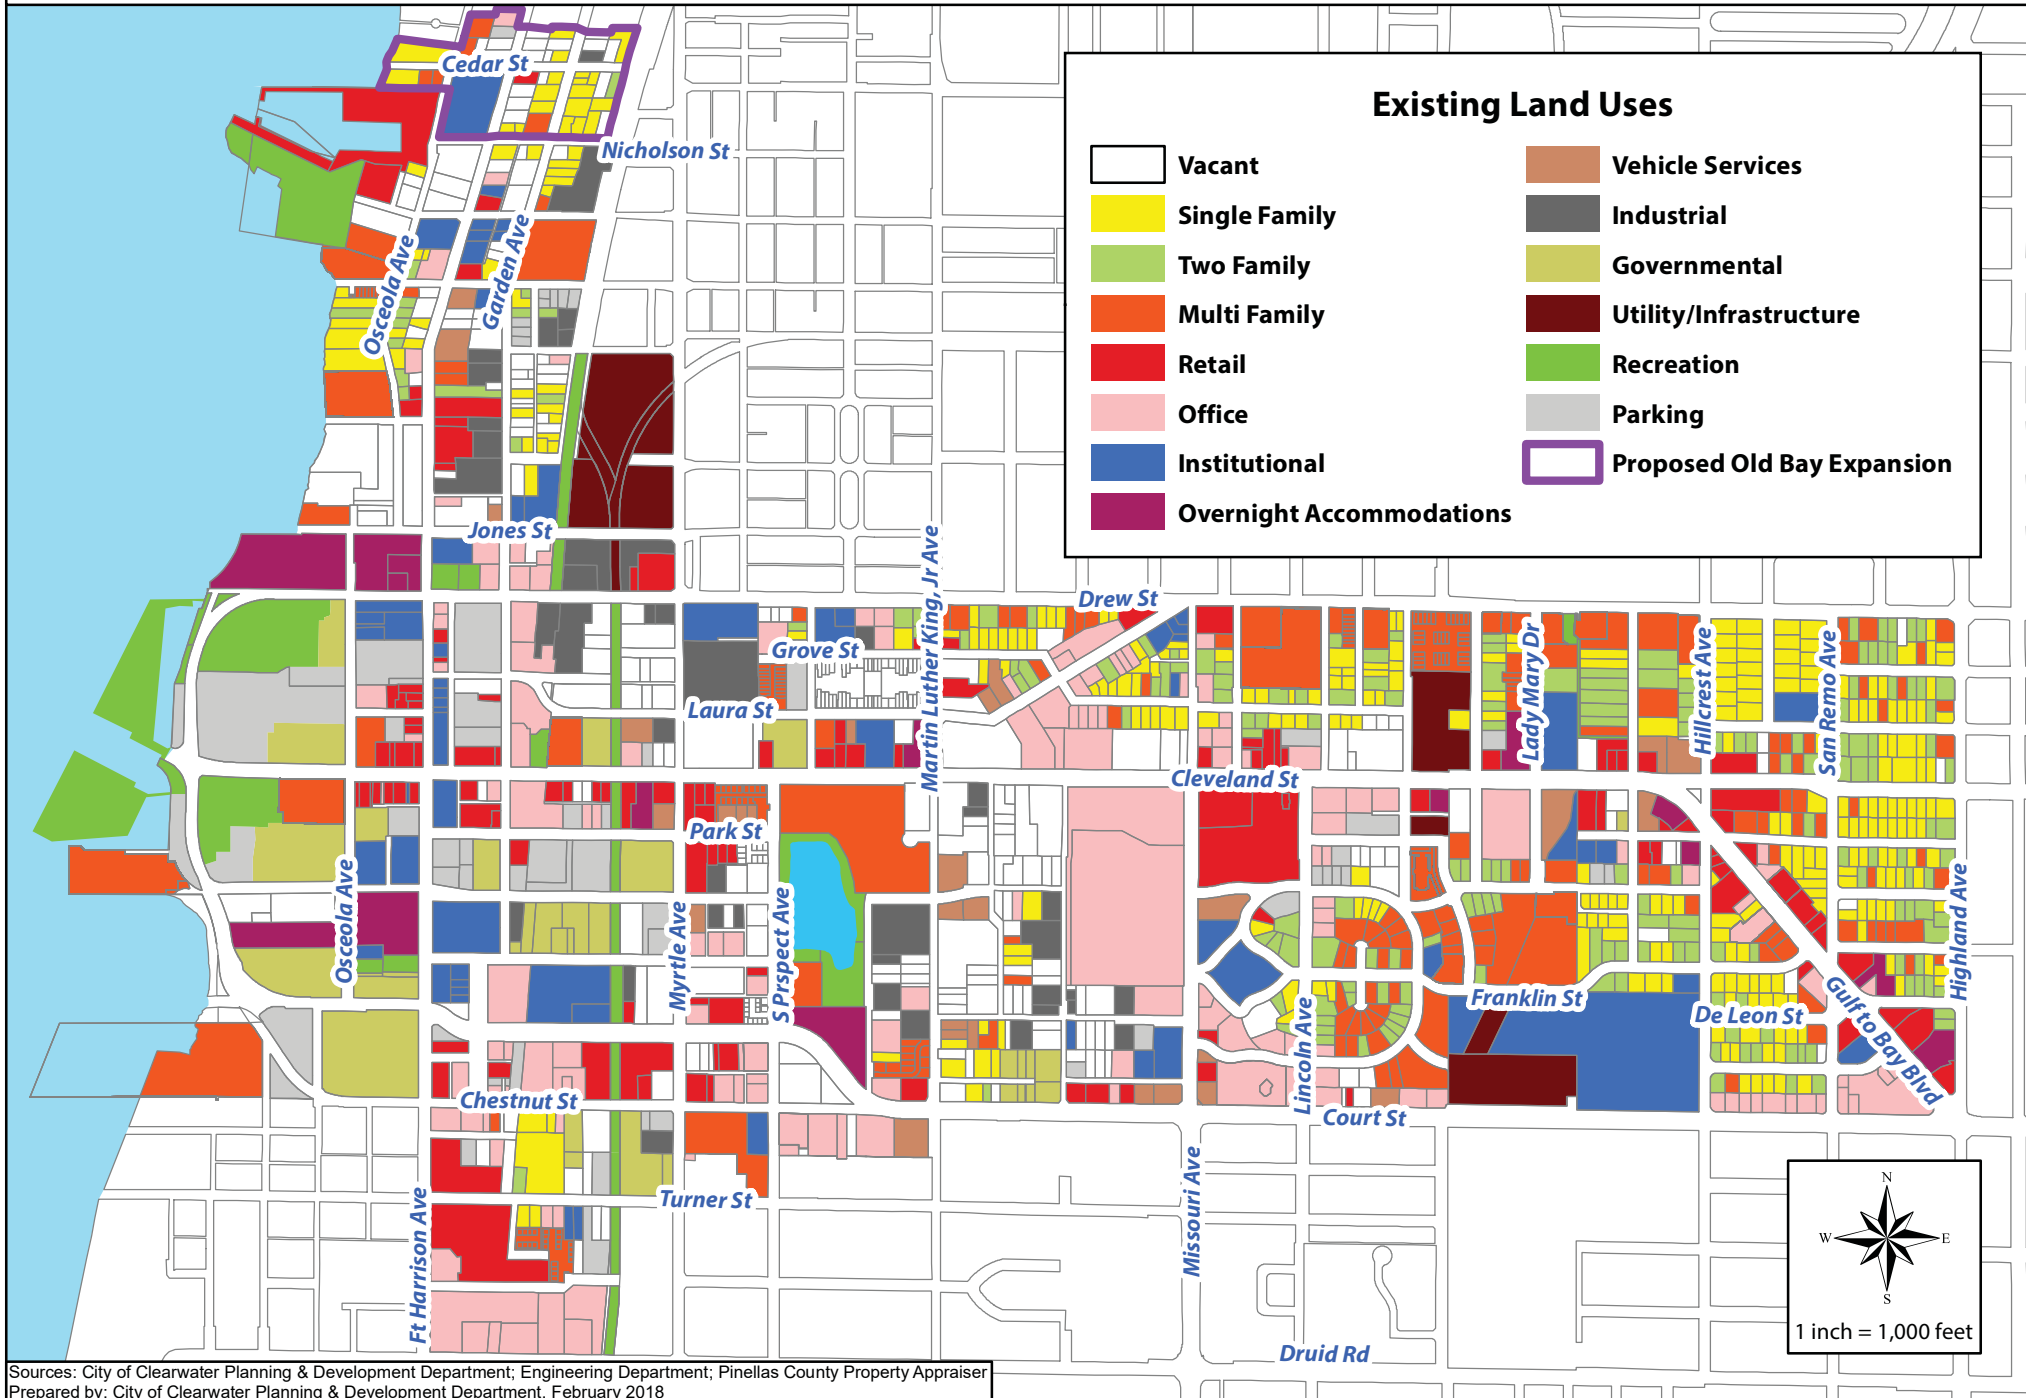 Cedar St
Nicholson St
Osceola Ave
Garden Ave
Jones St
Existing Land Uses
Vacant
Single Family
Two Family
Multi Family
Retail
Office
Institutional
Overnight Accommodations
Vehicle Services
Industrial
Governmental
Utility/Infrastructure
Recreation
Parking
Proposed Old Bay Expansion
Drew St
Grove St
Martin Luther King, Jr Ave
Laura St
Lady Mary Dr
Hillcrest Ave
San Remo Ave
Cleveland St
Park St
Osceola Ave
Myrtle Ave
S Prspect Ave
Highland Ave
Franklin St
De Leon St
Gulf to Bay Blvd
Lincoln Ave
Chestnut St
Court St
Turner St
Ft Harrison Ave
Missouri Ave
Druid Rd
N
W
E
S
1 inch = 1,000 feet
Sources: City of Clearwater Planning & Development Department; Engineering Department; Pinellas County Property Appraiser
Prepared by: City of Clearwater Planning & Development Department, February 2018